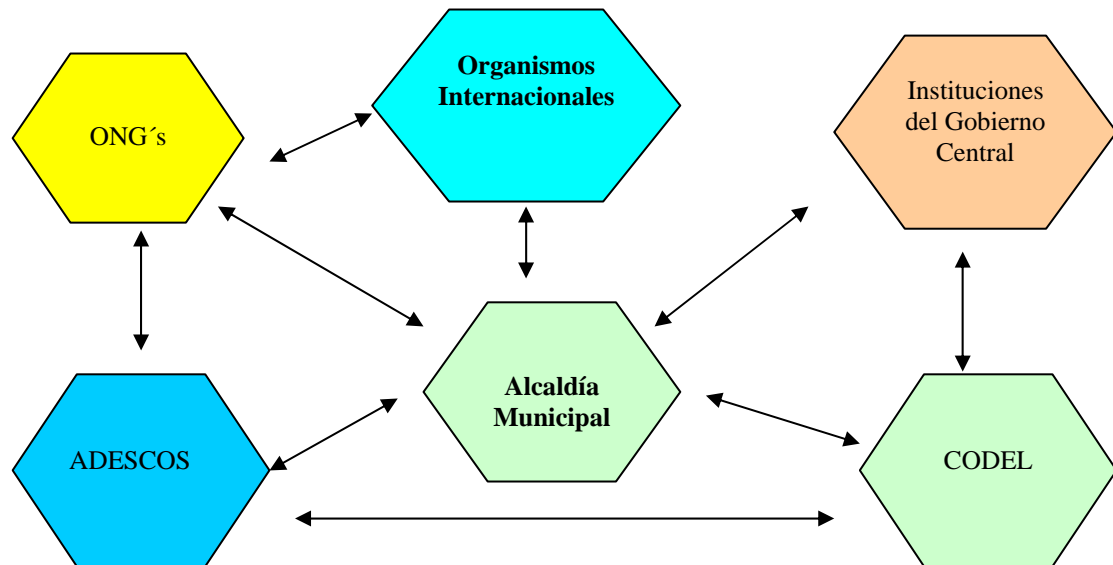 Organismos
Internacionales
ONG´s
Instituciones
del Gobierno
Central
Alcaldía
Municipal
ADESCOS
CODEL